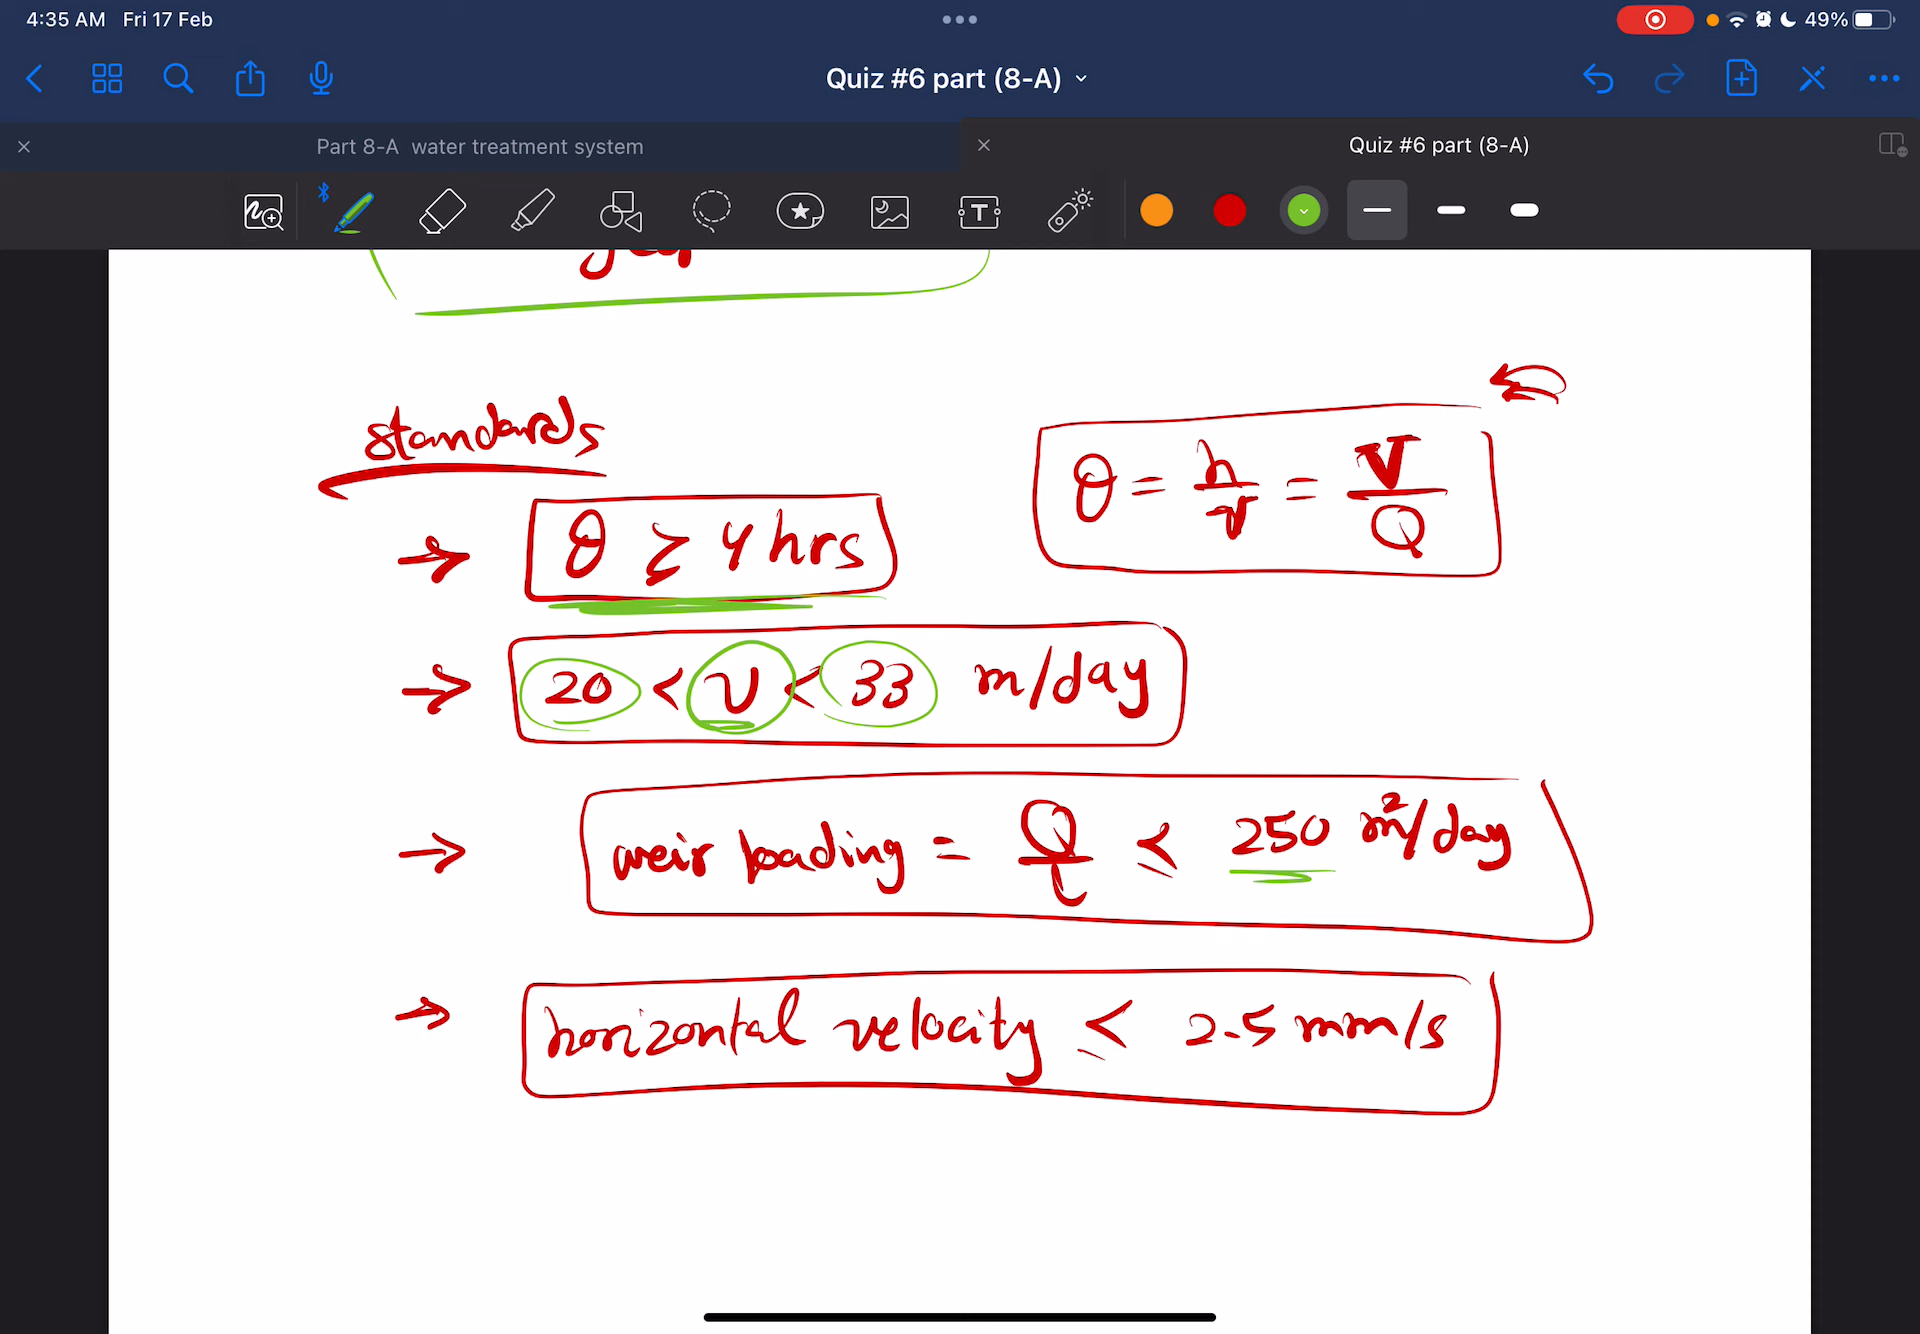 4:35 AM Fri 17 Feb
49%
Quiz #6 part (8-A)
Part 8-A water treatment system
Quiz #6 part (8-A)
T
standards
θ = h/v = V/Q
θ ≥ 4 hrs
20 < v < 33 m/day
weir loading = Q/L ≤ 250 m²/day
horizontal velocity ≤ 2.5 mm/s